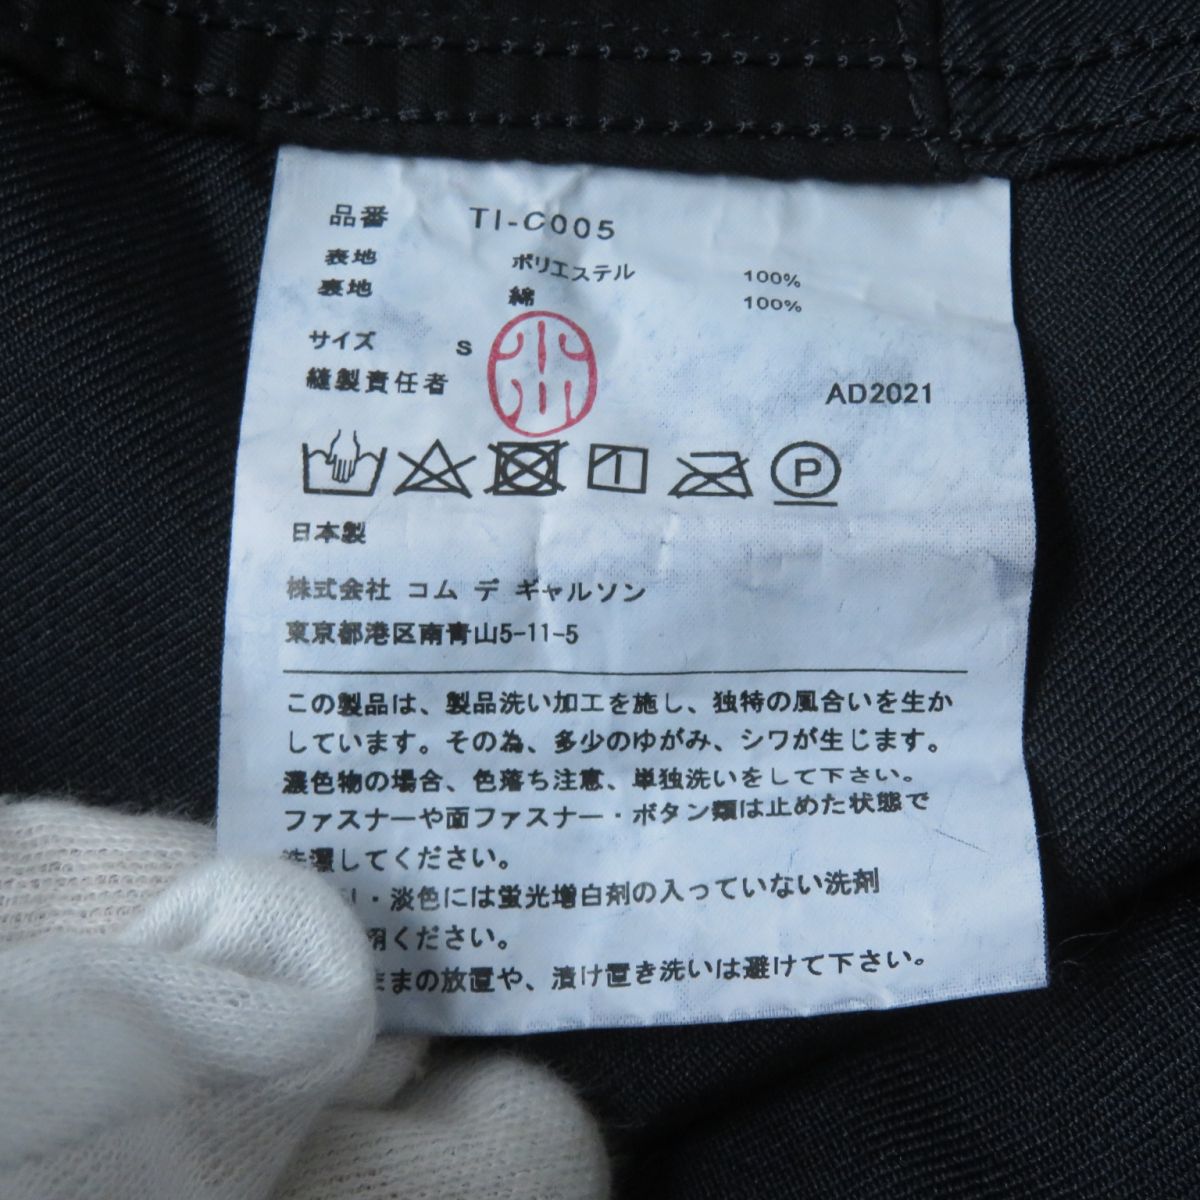 品番 TI-C005
表地 ポリエステル 100%
裏地 綿 100%
サイズ S
縫製責任者 AD2021
P
日本製
株式会社 コム デ ギャルソン
東京都港区南青山5-11-5
この製品は、製品洗い加工を施し、独特の風合いを生か
しています。その為、多少のゆがみ、シワが生じます。
濃色物の場合、色落ち注意、単独洗いをして下さい。
ファスナーや面ファスナー・ボタン類は止めた状態で
洗濯してください。
・淡色には蛍光増白剤の入っていない洗剤
用ください。
ままの放置や、漬け置き洗いは避けて下さい。